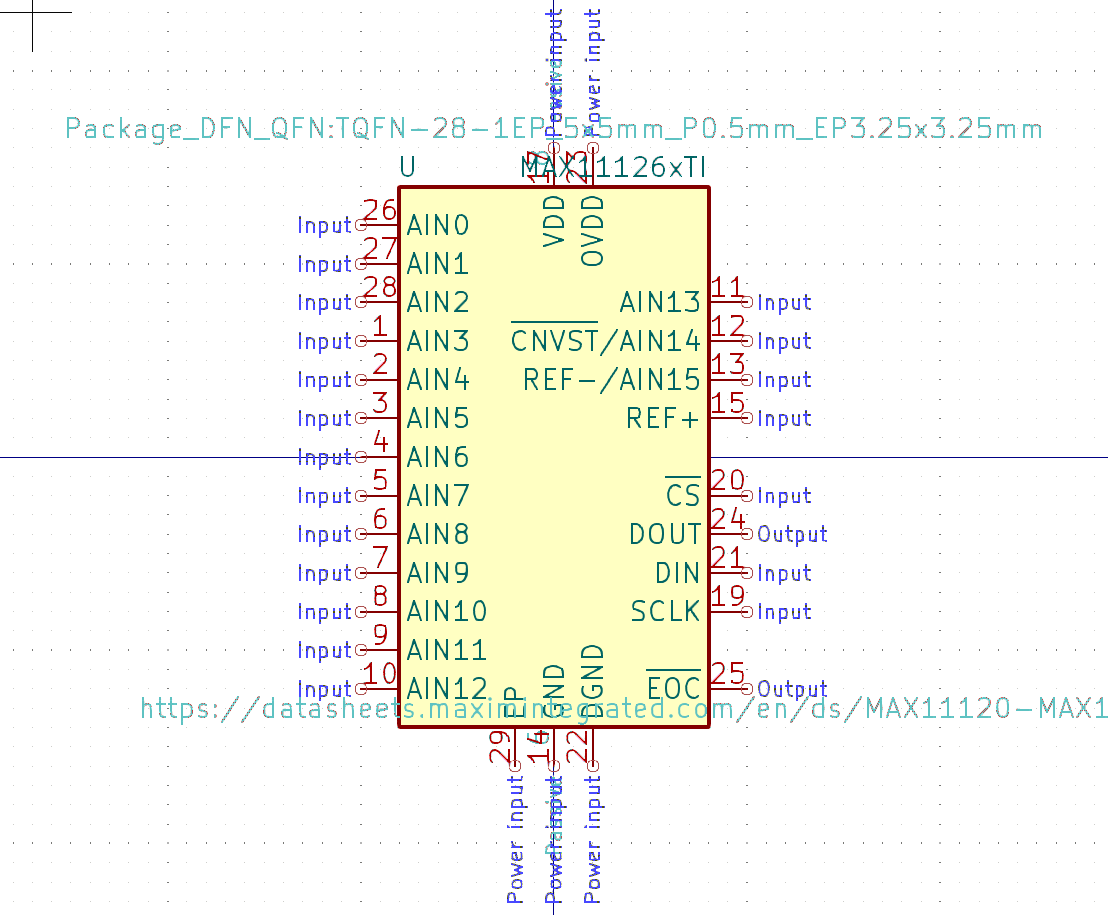 Power input
Power input
Package_DFN_QFN:TQFN-28-1EP_5x5mm_P0.5mm_EP3.25x3.25mm
U MAX11126xTI
17 23
VDD OVDD
Input 26 AIN0
Input 27 AIN1
Input 28 AIN2 AIN13 11 Input
Input 1 AIN3 CNVST/AIN14 12 Input
Input 2 AIN4 REF-/AIN15 13 Input
Input 3 AIN5 REF+ 15 Input
Input 4 AIN6
Input 5 AIN7 CS 20 Input
Input 6 AIN8 DOUT 24 Output
Input 7 AIN9 DIN 21 Input
Input 8 AIN10 SCLK 19 Input
Input 9 AIN11
Input 10 AIN12 EOC 25 Output
EP GND DGND
https://datasheets.maximintegrated.com/en/ds/MAX11120-MAX1
29 14 22
Power input
Power input
Power input